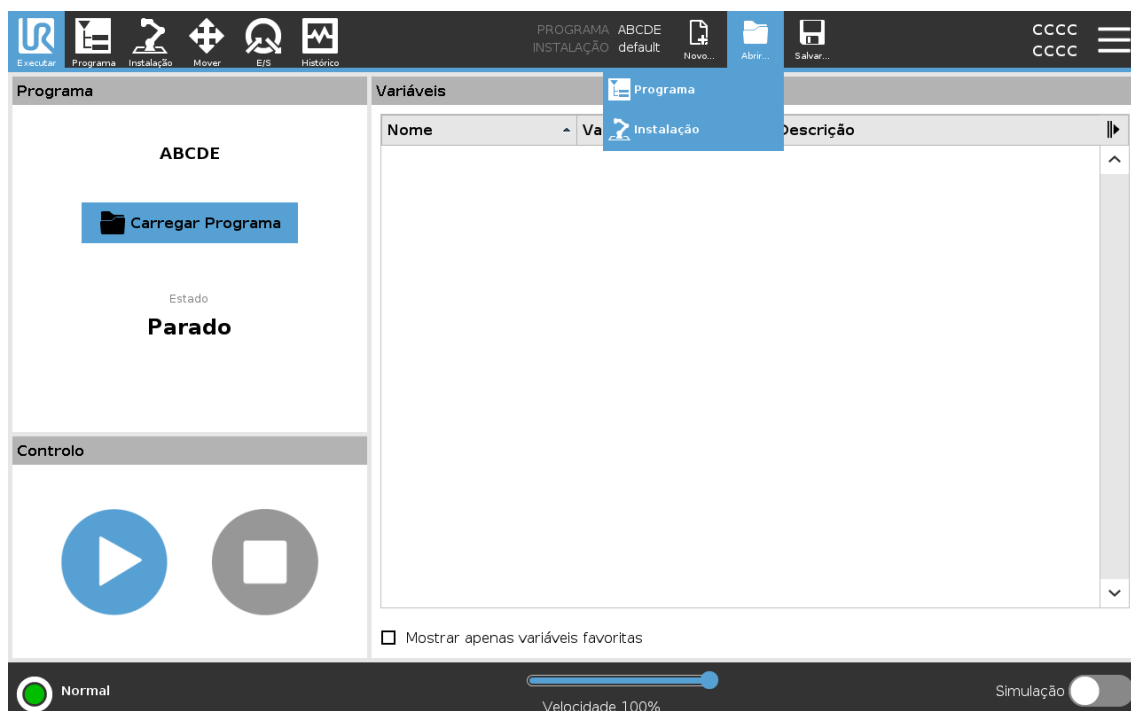 Executar Programa Instalação Mover E/S Histórico
PROGRAMA ABCDE
INSTALAÇÃO default
Novo... Abrir... Salvar...
CCCC
CCCC
Programa
Instalação
Programa
ABCDE
Carregar Programa
Estado
Parado
Controlo
Variáveis
Nome Va Descrição
Mostrar apenas variáveis favoritas
Normal
Velocidade 100%
Simulação